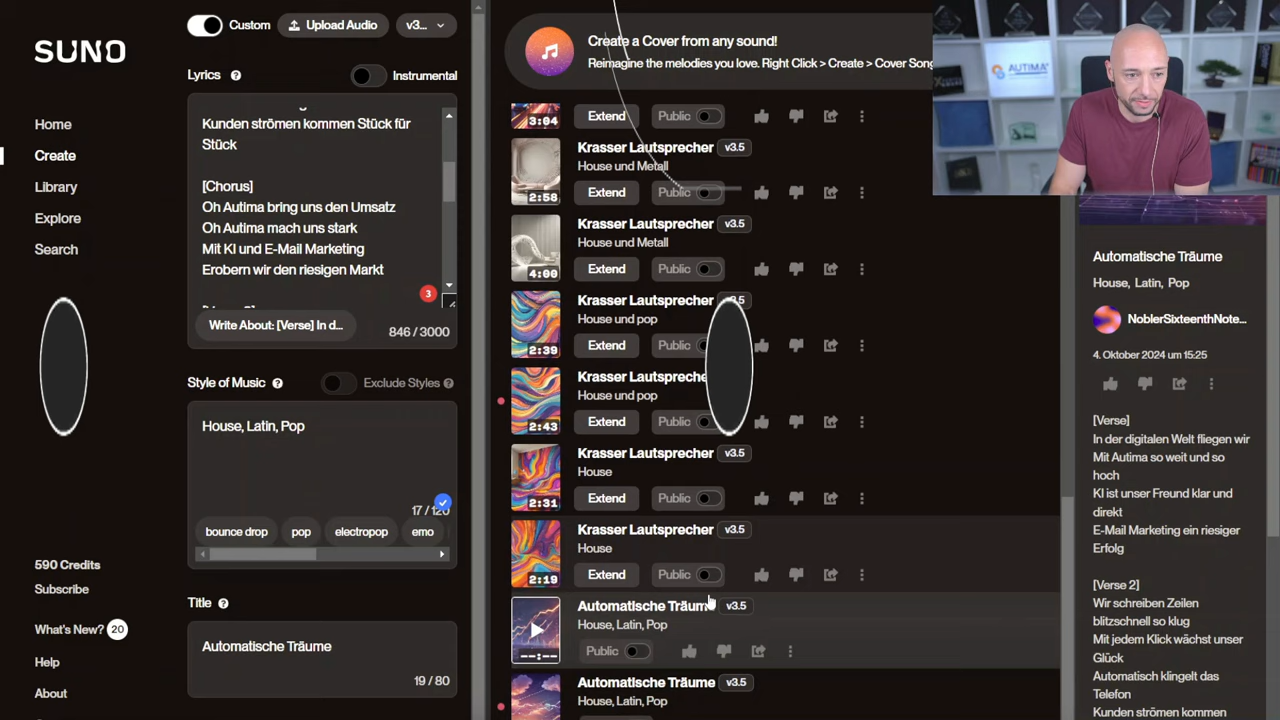 SUNO
Home
Create
Library
Explore
Search
590 Credits
Subscribe
What's New? 20
Help
About
Custom
Upload Audio
v3...
Lyrics
Instrumental
Kunden strömen kommen Stück für
Stück
[Chorus]
Oh Autima bring uns den Umsatz
Oh Autima mach uns stark
Mit KI und E-Mail Marketing
Erobern wir den riesigen Markt
3
Write About: [Verse] In d...
846 / 3000
Style of Music
Exclude Styles
House, Latin, Pop
17 / 120
bounce drop
pop
electropop
emo
Title
Automatische Träume
19 / 80
Create a Cover from any sound!
Reimagine the melodies you love. Right Click > Create > Cover Song
3:04
Extend
Public
Krasser Lautsprecher v3.5
House und Metall
2:58
Extend
Public
Krasser Lautsprecher v3.5
House und Metall
4:00
Extend
Public
Krasser Lautsprecher v3.5
House und pop
2:39
Extend
Public
Krasser Lautsprecher
House und pop
2:43
Extend
Public
Krasser Lautsprecher v3.5
House
2:31
Extend
Public
Krasser Lautsprecher v3.5
House
2:19
Extend
Public
Automatische Träume v3.5
House, Latin, Pop
--:--
Public
Automatische Träume v3.5
House, Latin, Pop
AUTIMA
Automatische Träume
House, Latin, Pop
NoblerSixteenthNote...
4. Oktober 2024 um 15:25
[Verse]
In der digitalen Welt fliegen wir
Mit Autima so weit und so
hoch
KI ist unser Freund klar und
direkt
E-Mail Marketing ein riesiger
Erfolg
[Verse 2]
Wir schreiben Zeilen
blitzschnell so klug
Mit jedem Klick wächst unser
Glück
Automatisch klingelt das
Telefon
Kunden strömen kommen